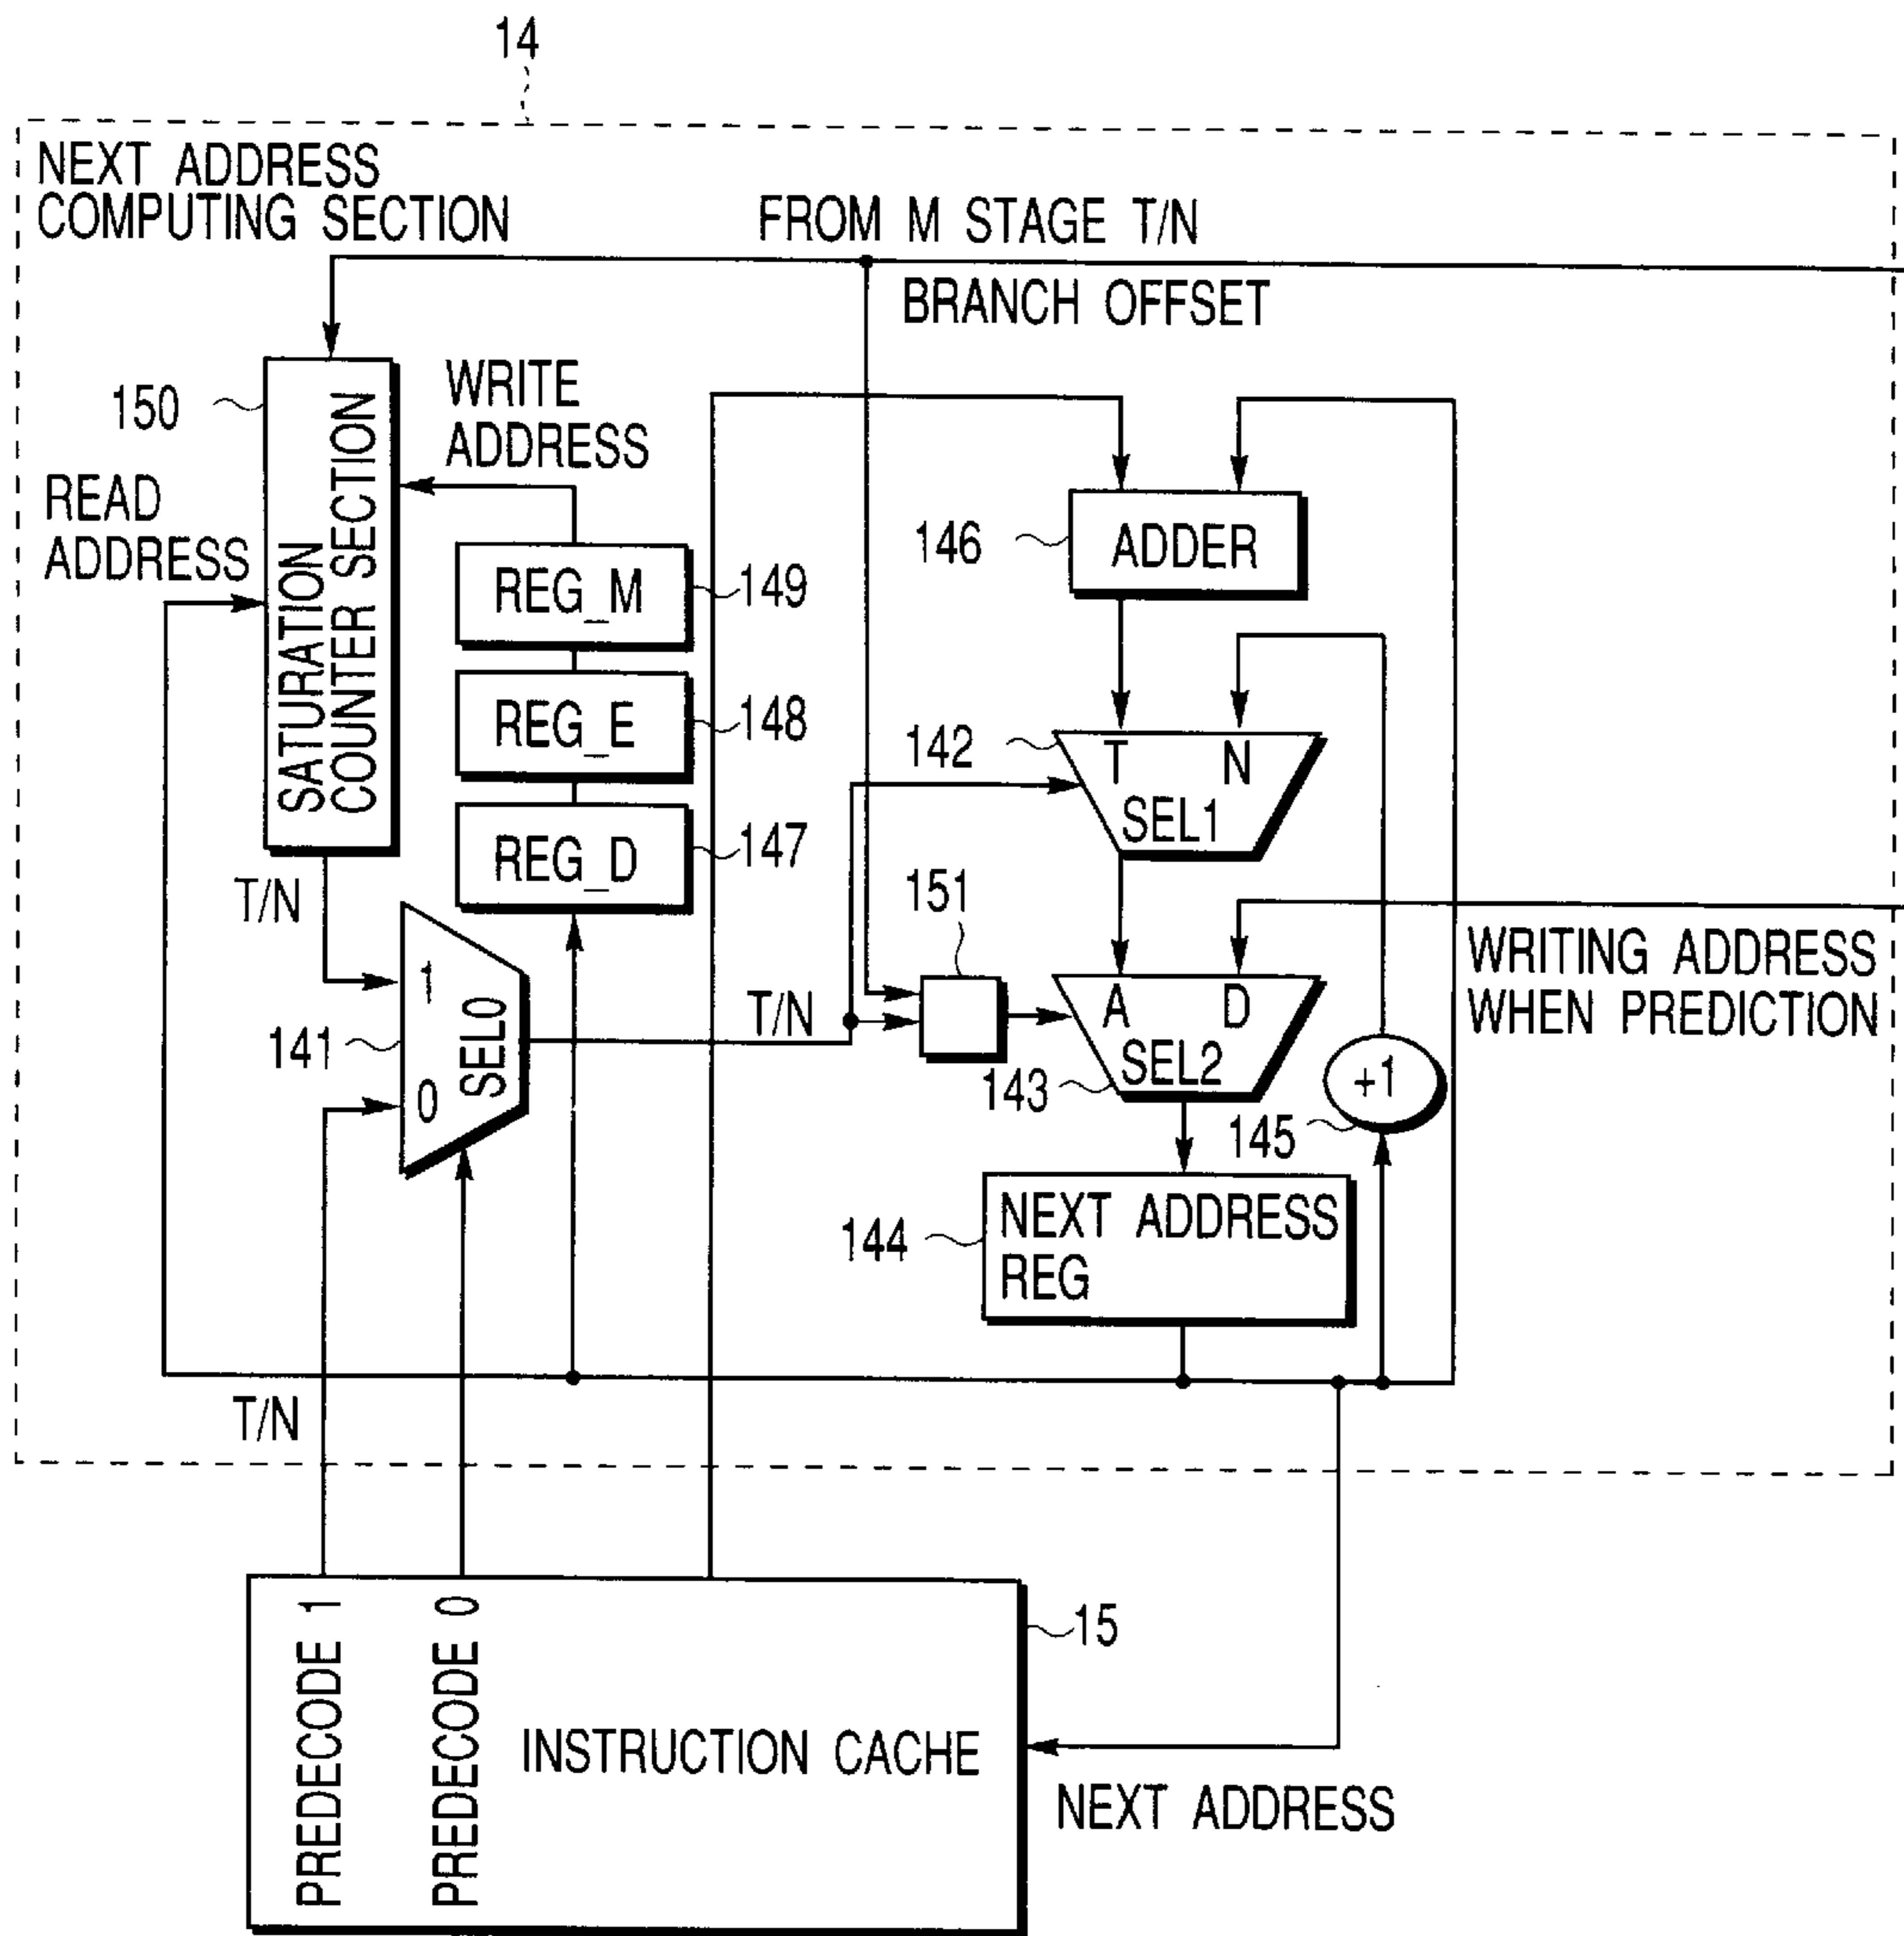 14
NEXT ADDRESS
COMPUTING SECTION
FROM M STAGE T/N
BRANCH OFFSET
150
SATURATION
COUNTER SECTION
WRITE
ADDRESS
READ
ADDRESS
146
ADDER
REG_M
149
REG_E
148
REG_D
147
142
T N
SEL1
T/N
151
1
SEL0
0
141
T/N
A D
SEL2
143
WRITING ADDRESS
WHEN PREDICTION
+1
145
144
NEXT ADDRESS
REG
T/N
PREDECODE 1
PREDECODE 0
INSTRUCTION CACHE
15
NEXT ADDRESS